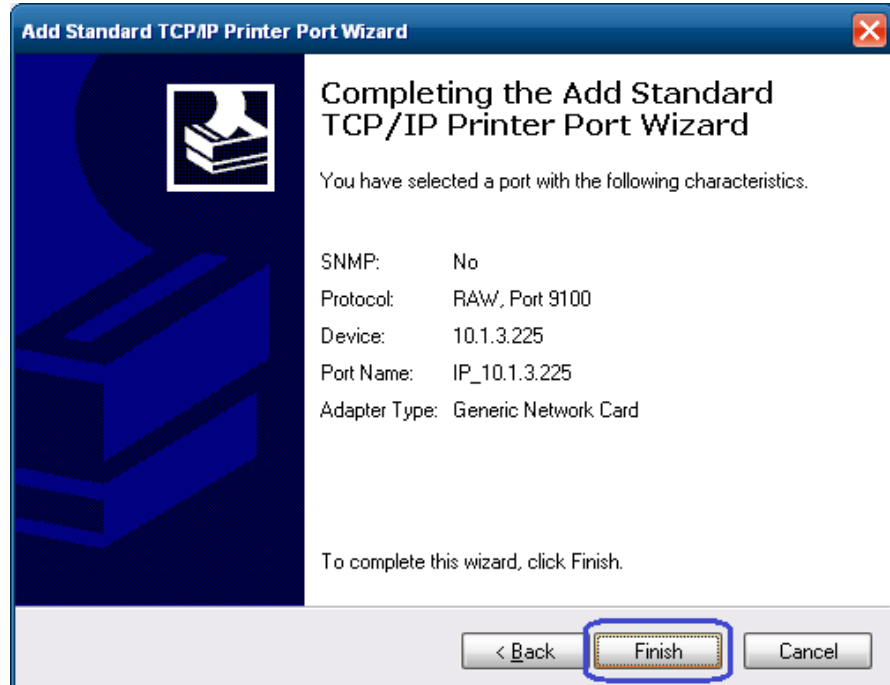 Add Standard TCP/IP Printer Port Wizard
Completing the Add Standard
TCP/IP Printer Port Wizard
You have selected a port with the following characteristics.
SNMP: No
Protocol: RAW, Port 9100
Device: 10.1.3.225
Port Name: IP_10.1.3.225
Adapter Type: Generic Network Card
To complete this wizard, click Finish.
< Back Finish Cancel